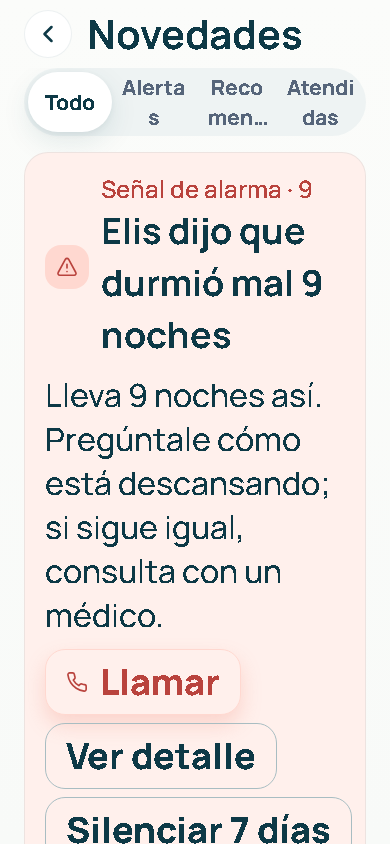 Novedades
Todo
Alerta
s
Reco
men...
Atendi
das
Señal de alarma · 9
Elis dijo que
durmió mal 9
noches
Lleva 9 noches así.
Pregúntale cómo
está descansando;
si sigue igual,
consulta con un
médico.
Llamar
Ver detalle
Silenciar 7 días